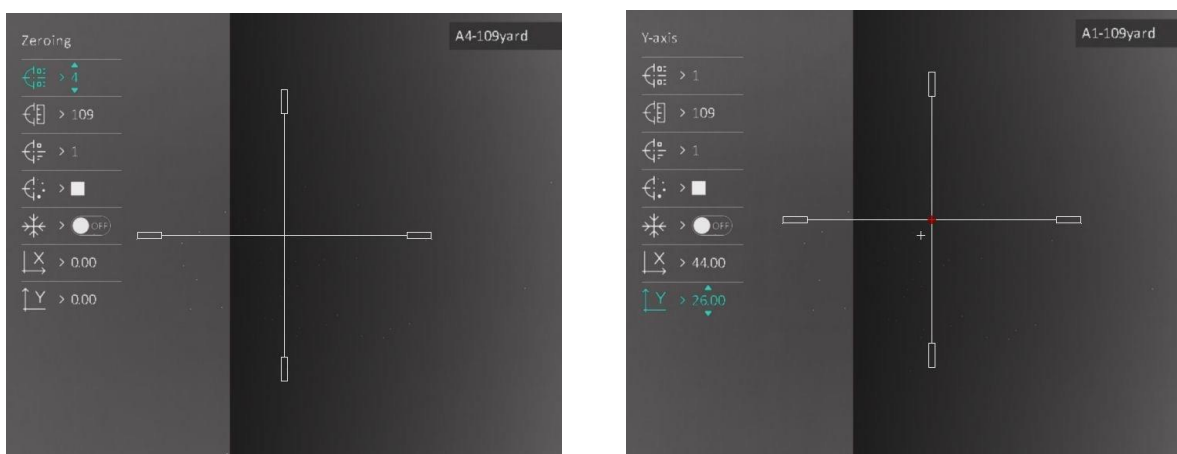 Zeroing
A4-109yard
> 4
> 109
> 1
>
> OFF
X > 0.00
Y > 0.00
Y-axis
A1-109yard
> 1
> 109
> 1
>
> OFF
X > 44.00
Y > 26.00